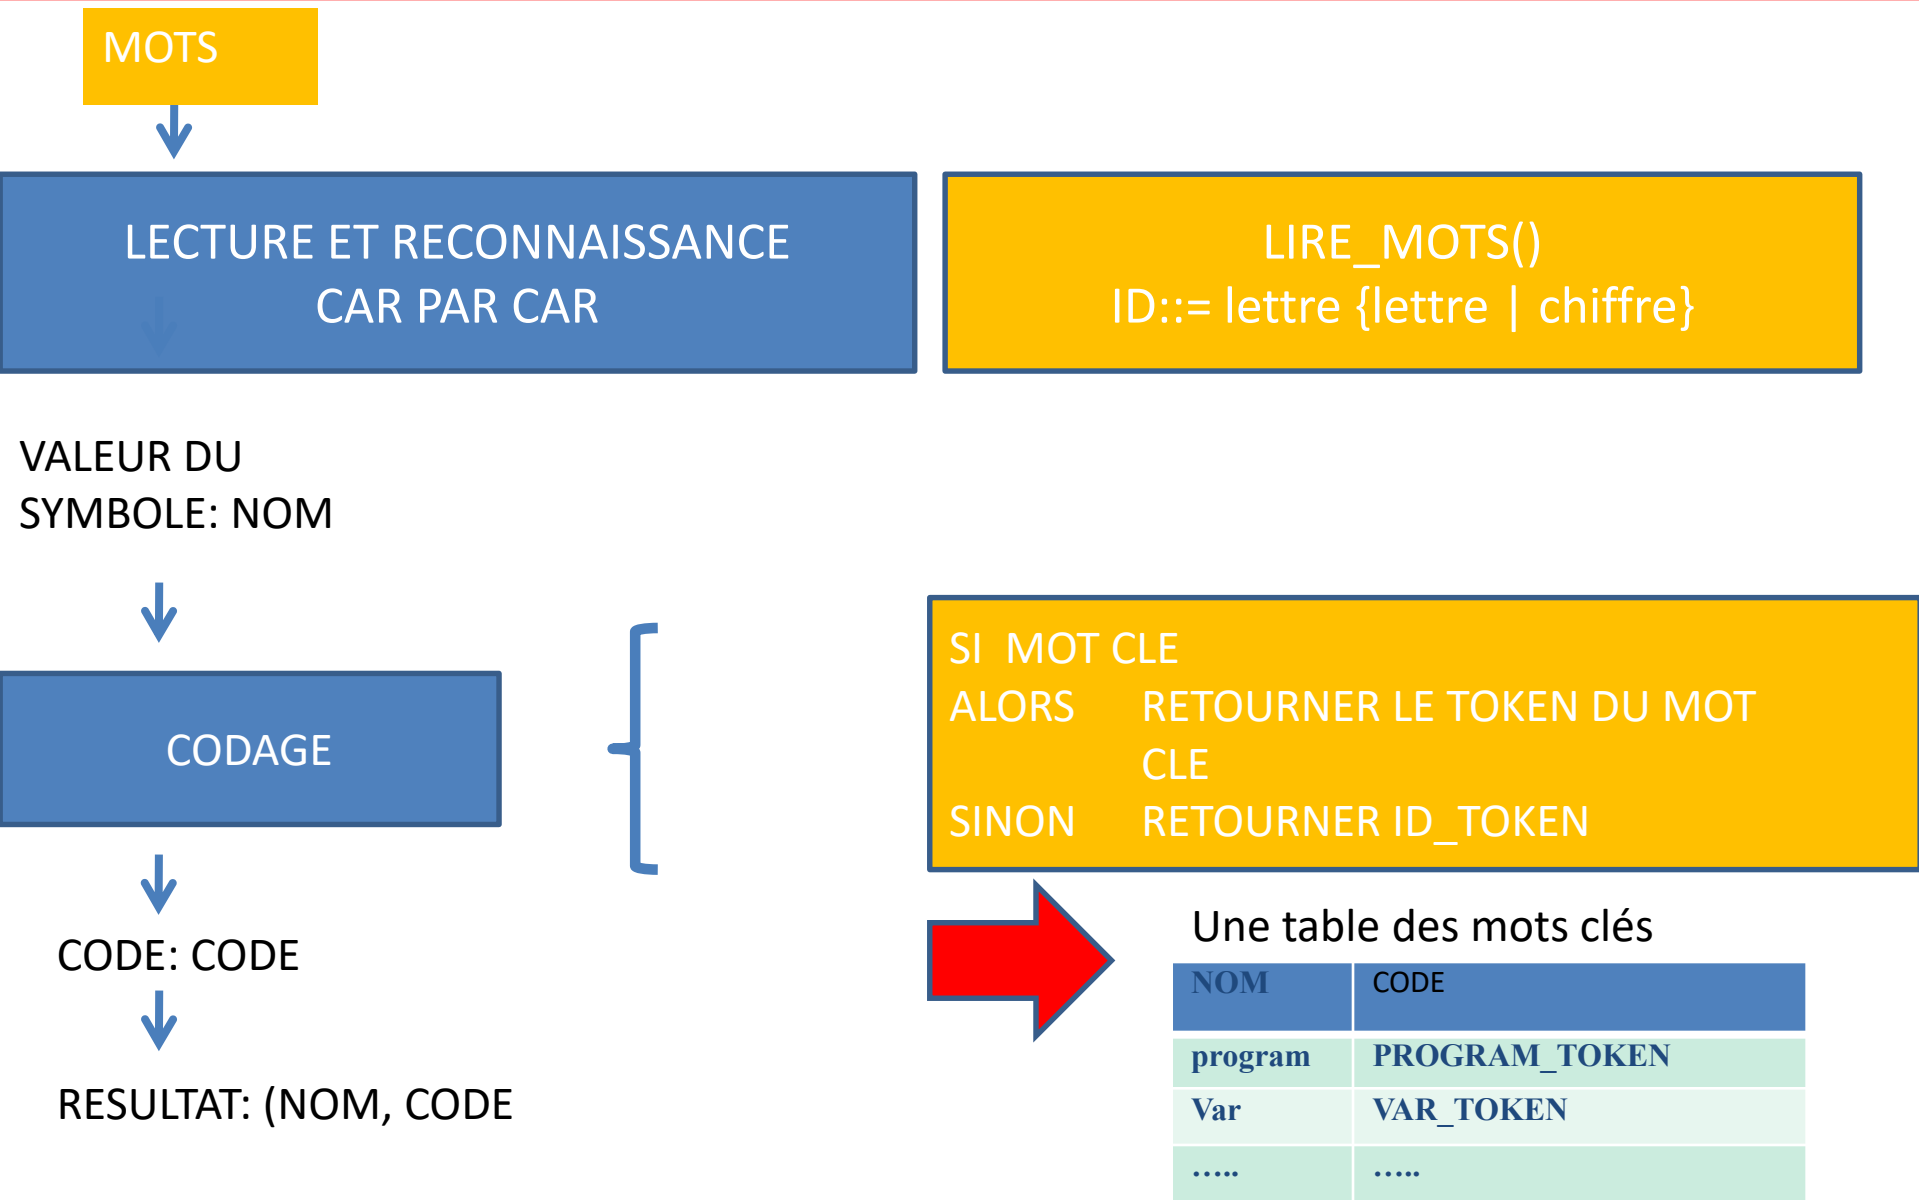 MOTS
LECTURE ET RECONNAISSANCE
CAR PAR CAR
LIRE_MOTS()
ID::= lettre {lettre | chiffre}
VALEUR DU
SYMBOLE: NOM
CODAGE
SI MOT CLE
ALORS RETOURNER LE TOKEN DU MOT
CLE
SINON RETOURNER ID_TOKEN
CODE: CODE
RESULTAT: (NOM, CODE
Une table des mots clés
NOM CODE
program PROGRAM_TOKEN
Var VAR_TOKEN
….. …..